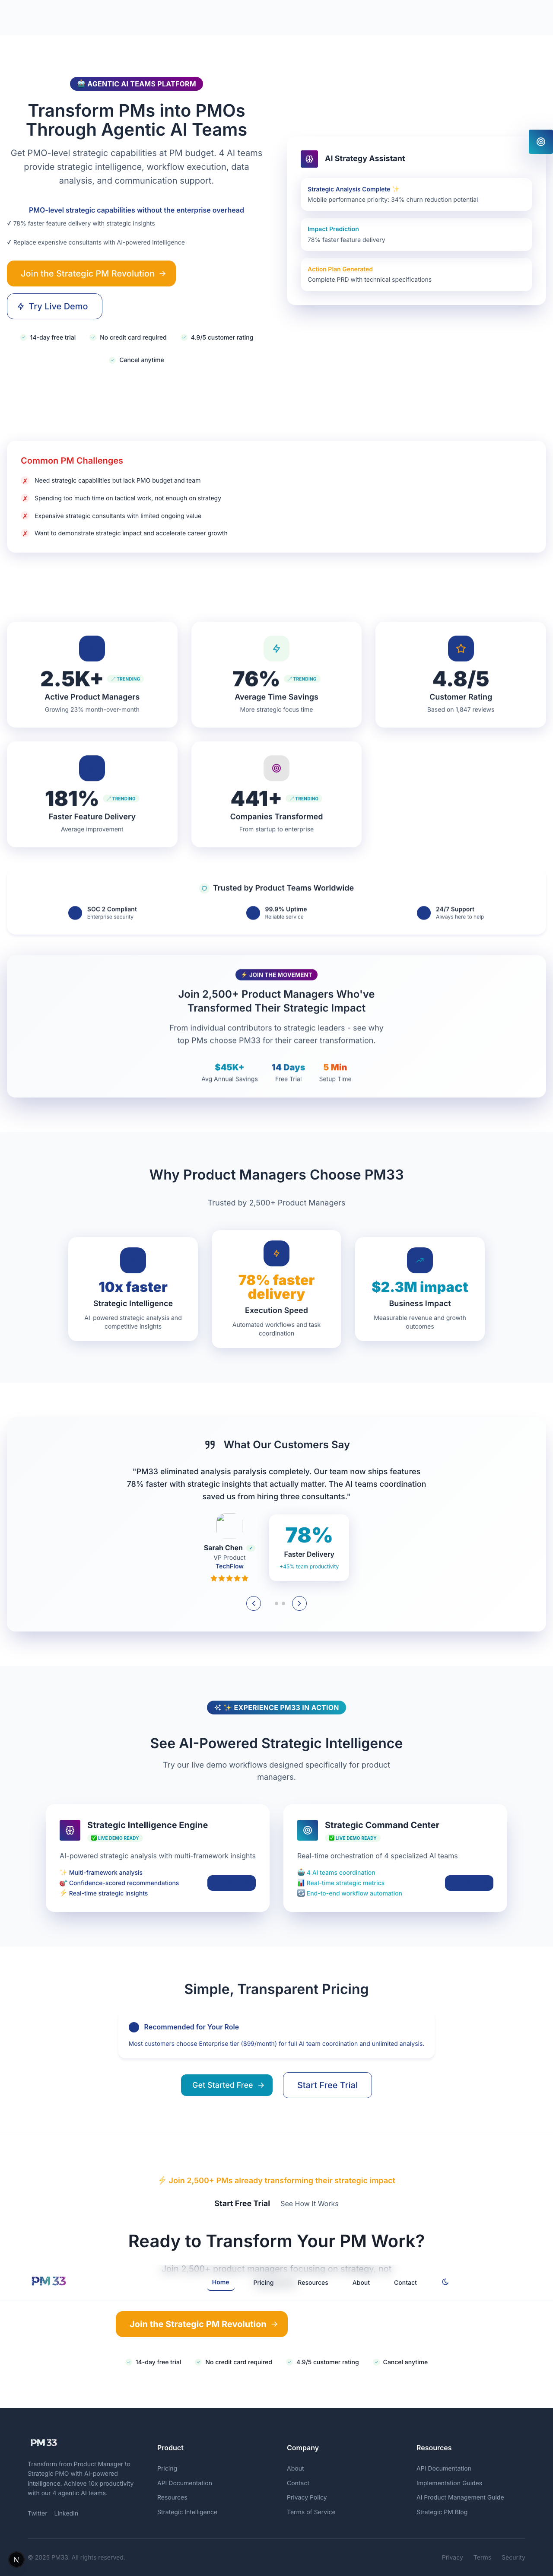 AGENTIC AI TEAMS PLATFORM
Transform PMs into PMOs
Through Agentic AI Teams
Get PMO-level strategic capabilities at PM budget. 4 AI teams
provide strategic intelligence, workflow execution, data
analysis, and communication support.
PMO-level strategic capabilities without the enterprise overhead
✓ 78% faster feature delivery with strategic insights
✓ Replace expensive consultants with AI-powered intelligence
Join the Strategic PM Revolution →
Try Live Demo
14-day free trial
No credit card required
4.9/5 customer rating
Cancel anytime
AI Strategy Assistant
Strategic Analysis Complete ✨
Mobile performance priority: 34% churn reduction potential
Impact Prediction
78% faster feature delivery
Action Plan Generated
Complete PRD with technical specifications
Common PM Challenges
✗ Need strategic capabilities but lack PMO budget and team
✗ Spending too much time on tactical work, not enough on strategy
✗ Expensive strategic consultants with limited ongoing value
✗ Want to demonstrate strategic impact and accelerate career growth
2.5K+ TRENDING
Active Product Managers
Growing 23% month-over-month
76% TRENDING
Average Time Savings
More strategic focus time
4.8/5
Customer Rating
Based on 1,847 reviews
181% TRENDING
Faster Feature Delivery
Average improvement
441+ TRENDING
Companies Transformed
From startup to enterprise
Trusted by Product Teams Worldwide
SOC 2 Compliant
Enterprise security
99.9% Uptime
Reliable service
24/7 Support
Always here to help
⚡ JOIN THE MOVEMENT
Join 2,500+ Product Managers Who've
Transformed Their Strategic Impact
From individual contributors to strategic leaders - see why
top PMs choose PM33 for their career transformation.
$45K+
Avg Annual Savings
14 Days
Free Trial
5 Min
Setup Time
Why Product Managers Choose PM33
Trusted by 2,500+ Product Managers
10x faster
Strategic Intelligence
AI-powered strategic analysis and
competitive insights
78% faster
delivery
Execution Speed
Automated workflows and task
coordination
$2.3M impact
Business Impact
Measurable revenue and growth
outcomes
What Our Customers Say
"PM33 eliminated analysis paralysis completely. Our team now ships features
78% faster with strategic insights that actually matter. The AI teams coordination
saved us from hiring three consultants."
Sarah Chen ✓
VP Product
TechFlow
78%
Faster Delivery
+45% team productivity
✨ EXPERIENCE PM33 IN ACTION
See AI-Powered Strategic Intelligence
Try our live demo workflows designed specifically for product
managers.
Strategic Intelligence Engine
✅ LIVE DEMO READY
AI-powered strategic analysis with multi-framework insights
✨ Multi-framework analysis
🎯 Confidence-scored recommendations
⚡ Real-time strategic insights
Strategic Command Center
✅ LIVE DEMO READY
Real-time orchestration of 4 specialized AI teams
🤖 4 AI teams coordination
📊 Real-time strategic metrics
🔄 End-to-end workflow automation
Simple, Transparent Pricing
Recommended for Your Role
Most customers choose Enterprise tier ($99/month) for full AI team coordination and unlimited analysis.
Get Started Free →
Start Free Trial
⚡ Join 2,500+ PMs already transforming their strategic impact
Start Free Trial
See How It Works
Ready to Transform Your PM Work?
Join 2,500+ product managers focusing on strategy, not
PM33
Home
Pricing
Resources
About
Contact
Join the Strategic PM Revolution →
14-day free trial
No credit card required
4.9/5 customer rating
Cancel anytime
PM33
Transform from Product Manager to
Strategic PMO with AI-powered
intelligence. Achieve 10x productivity
with our 4 agentic AI teams.
Twitter
LinkedIn
Product
Pricing
API Documentation
Resources
Strategic Intelligence
Company
About
Contact
Privacy Policy
Terms of Service
Resources
API Documentation
Implementation Guides
AI Product Management Guide
Strategic PM Blog
N
© 2025 PM33. All rights reserved.
Privacy
Terms
Security